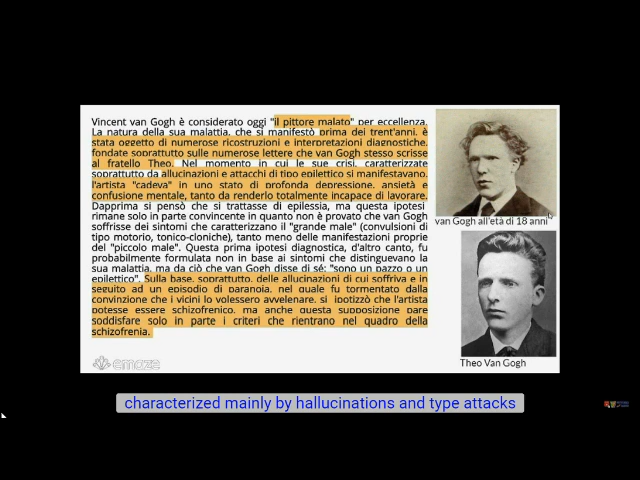 Vincent van Gogh è considerato oggi "il pittore malato" per eccellenza.
La natura della sua malattia, che si manifestò prima dei trent'anni, è
stata oggetto di numerose ricostruzioni e interpretazioni diagnostiche,
fondate soprattutto sulle numerose lettere che van Gogh stesso scrisse
al fratello Theo. Nel momento in cui le sue crisi, caratterizzate
soprattutto da allucinazioni e attacchi di tipo epilettico si manifestavano,
l'artista "cadeva" in uno stato di profonda depressione, ansietà e
confusione mentale, tanto da renderlo totalmente incapace di lavorare.
Dapprima si pensò che si trattasse di epilessia, ma questa ipotesi
rimane solo in parte convincente in quanto non è provato che van Gogh
soffrisse dei sintomi che caratterizzano il "grande male" (convulsioni di
tipo motorio, tonico-cloniche), tanto meno delle manifestazioni proprie
del "piccolo male". Questa prima ipotesi diagnostica, d'altro canto, fu
probabilmente formulata non in base ai sintomi che distinguevano la
sua malattia, ma da ciò che van Gogh disse di sé: "sono un pazzo o un
epilettico". Sulla base, soprattutto, delle allucinazioni di cui soffriva e in
seguito ad un episodio di paranoia, nel quale fu tormentato dalla
convinzione che i vicini lo volessero avvelenare, si ipotizzò che l'artista
potesse essere schizofrenico, ma anche questa supposizione pare
soddisfare solo in parte i criteri che rientrano nel quadro della
schizofrenia.
van Gogh all'età di 18 anni
Theo Van Gogh
emaze
characterized mainly by hallucinations and type attacks